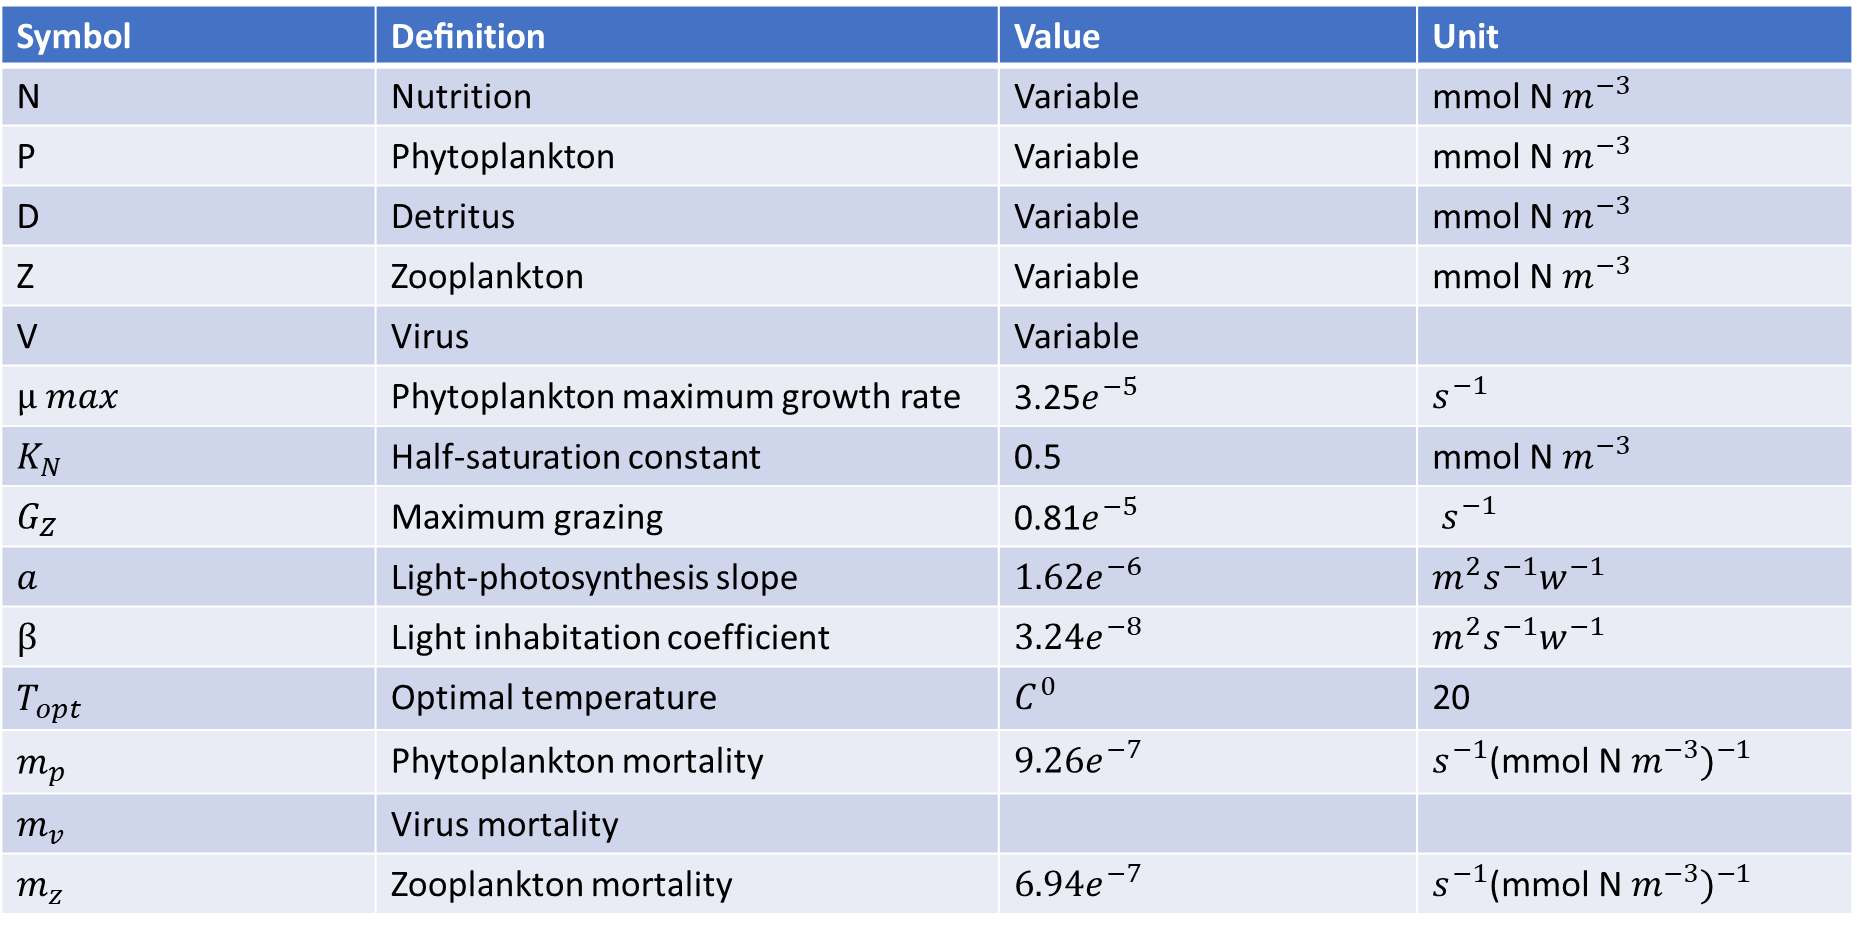 Symbol Definition Value Unit
N Nutrition Variable mmol N m⁻³
P Phytoplankton Variable mmol N m⁻³
D Detritus Variable mmol N m⁻³
Z Zooplankton Variable mmol N m⁻³
V Virus Variable
μ max Phytoplankton maximum growth rate 3.25e⁻⁵ s⁻¹
K_N Half-saturation constant 0.5 mmol N m⁻³
G_Z Maximum grazing 0.81e⁻⁵ s⁻¹
a Light-photosynthesis slope 1.62e⁻⁶ m²s⁻¹w⁻¹
β Light inhabitation coefficient 3.24e⁻⁸ m²s⁻¹w⁻¹
T_opt Optimal temperature C⁰ 20
m_p Phytoplankton mortality 9.26e⁻⁷ s⁻¹(mmol N m⁻³)⁻¹
m_v Virus mortality
m_z Zooplankton mortality 6.94e⁻⁷ s⁻¹(mmol N m⁻³)⁻¹